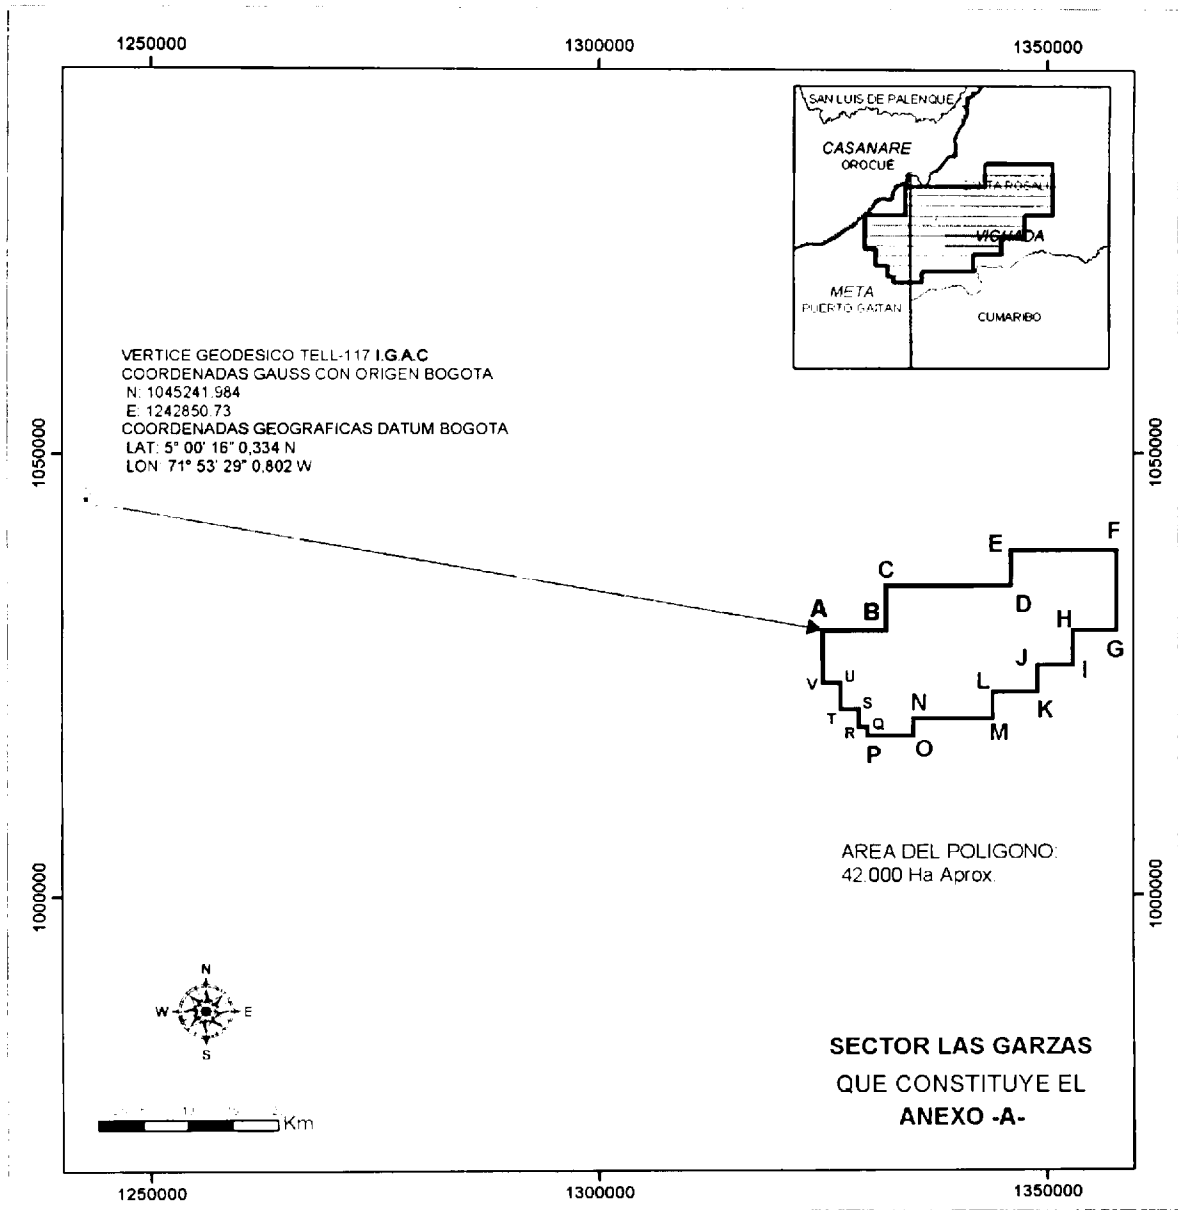 1250000
1300000
1350000
SAN LUIS DE PALENQUE
CASANARE
OROCUÉ
VICHADA
META
PUERTO GAITAN
CUMARIBO
VERTICE GEODESICO TELL-117 I.G.A.C
COORDENADAS GAUSS CON ORIGEN BOGOTA
N: 1045241.984
E: 1242850.73
COORDENADAS GEOGRAFICAS DATUM BOGOTA
LAT: 5° 00' 16" 0,334 N
LON: 71° 53' 29" 0,802 W
1050000
1050000
E
F
C
D
A
B
H
G
J
I
V
U
L
K
T
S
N
M
R
Q
P
O
AREA DEL POLIGONO:
42.000 Ha Aprox.
1000000
1000000
N
W
E
S
SECTOR LAS GARZAS
QUE CONSTITUYE EL
ANEXO -A-
Km
1250000
1300000
1350000